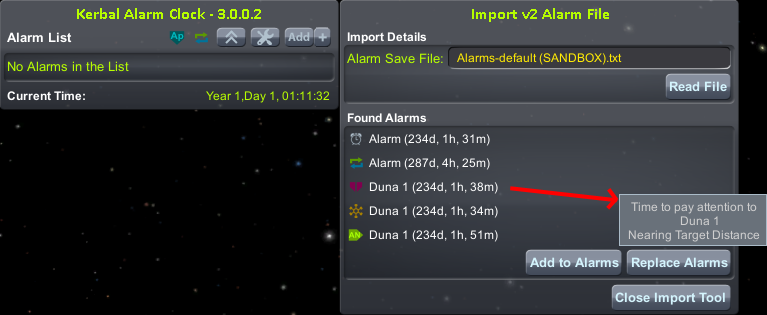 Kerbal Alarm Clock - 3.0.0.2
Alarm List
Ap
Add
+
No Alarms in the List
Current Time:
Year 1,Day 1, 01:11:32
Import v2 Alarm File
Import Details
Alarm Save File:
Alarms-default (SANDBOX).txt
Read File
Found Alarms
Alarm (234d, 1h, 31m)
Alarm (287d, 4h, 25m)
Duna 1 (234d, 1h, 38m)
Duna 1 (234d, 1h, 34m)
AN
Duna 1 (234d, 1h, 51m)
Time to pay attention to
Duna 1
Nearing Target Distance
Add to Alarms
Replace Alarms
Close Import Tool